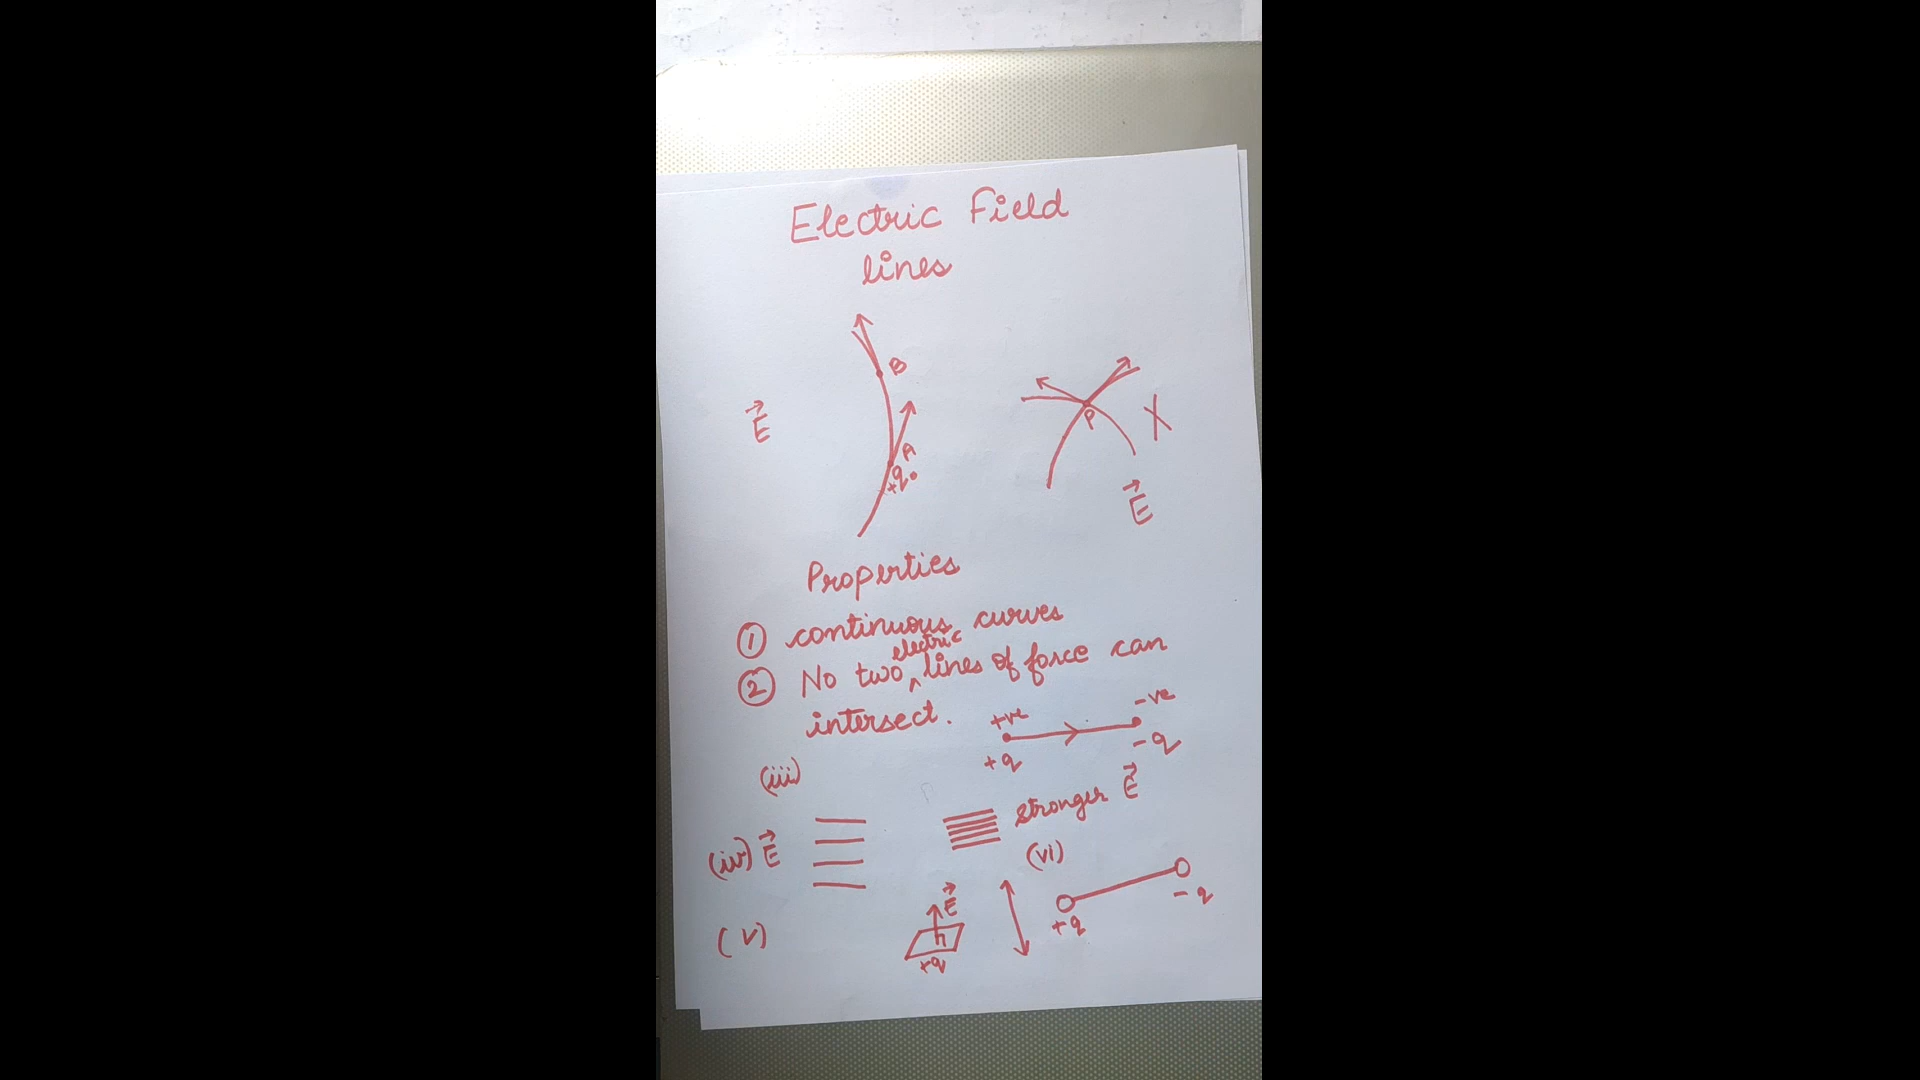 Electric Field
lines
B
E
A
+q₀
P
X
E
Properties
① continuous curves
electric
② No two ^ lines of force can
intersect.
+ve
-ve
+q
-q
(iii)
stronger E
(iv) E
(vi)
E
+q
-q
(v)
+q